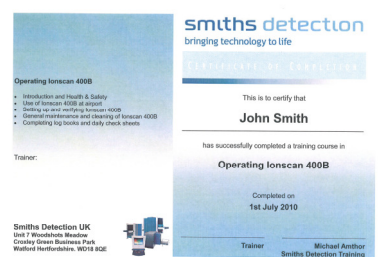 Operating Ionscan 400B
• Introduction and Health & Safety
• Use of Ionscan 400B at airport
• Setting up and verifying Ionscan 400B
• General maintenance and cleaning of Ionscan 400B
• Completing log books and daily check sheets
Trainer:
Smiths Detection UK
Unit 7 Woodshots Meadow
Croxley Green Business Park
Watford Hertfordshire. WD18 8QE
smiths detection
bringing technology to life
CERTIFICATE OF COMPLETION
This is to certify that
John Smith
has successfully completed a training course in
Operating Ionscan 400B
Completed on
1st July 2010
Trainer
Michael Amthor
Smiths Detection Training